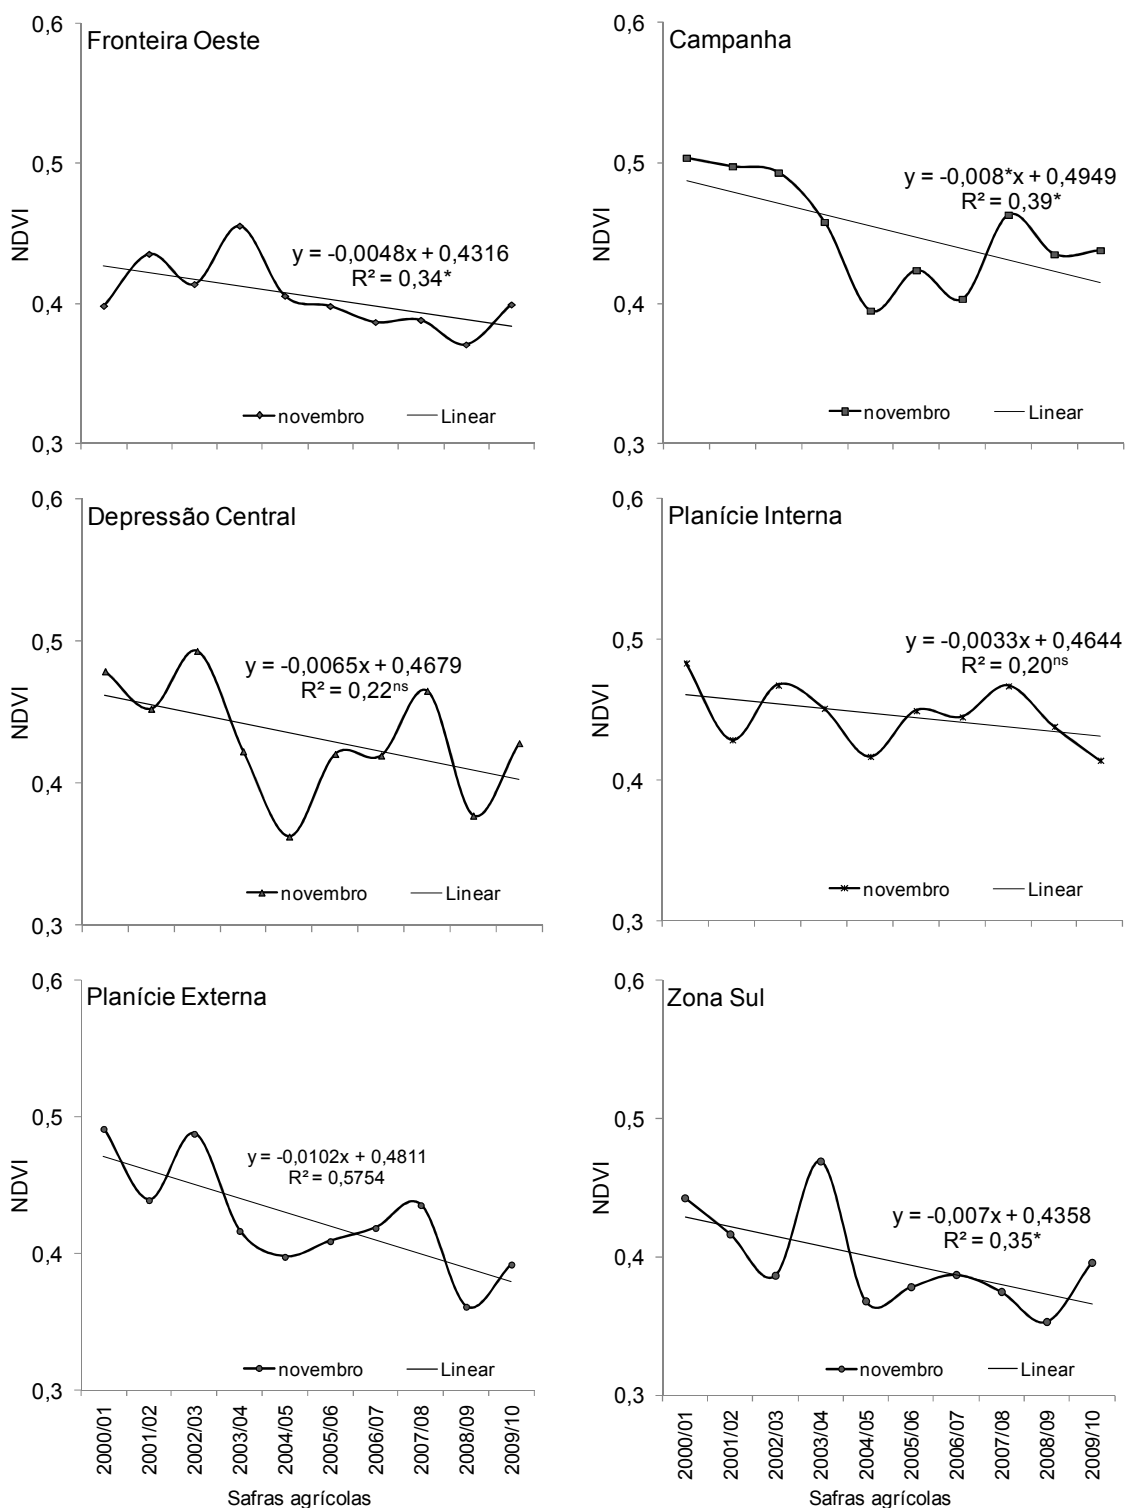 Fronteira Oeste
0,6
0,5
0,4
0,3
NDVI
y = -0,0048x + 0,4316
R² = 0,34*
novembro
Linear
Campanha
0,6
0,5
0,4
0,3
NDVI
y = -0,008*x + 0,4949
R² = 0,39*
novembro
Linear
Depressão Central
0,6
0,5
0,4
0,3
NDVI
y = -0,0065x + 0,4679
R² = 0,22ns
novembro
Linear
Planície Interna
0,6
0,5
0,4
0,3
NDVI
y = -0,0033x + 0,4644
R² = 0,20ns
novembro
Linear
Planície Externa
0,6
0,5
0,4
0,3
NDVI
y = -0,0102x + 0,4811
R² = 0,5754
novembro
Linear
2000/01
2001/02
2002/03
2003/04
2004/05
2005/06
2006/07
2007/08
2008/09
2009/10
Safras agrícolas
Zona Sul
0,6
0,5
0,4
0,3
NDVI
y = -0,007x + 0,4358
R² = 0,35*
novembro
Linear
2000/01
2001/02
2002/03
2003/04
2004/05
2005/06
2006/07
2007/08
2008/09
2009/10
Safras agrícolas